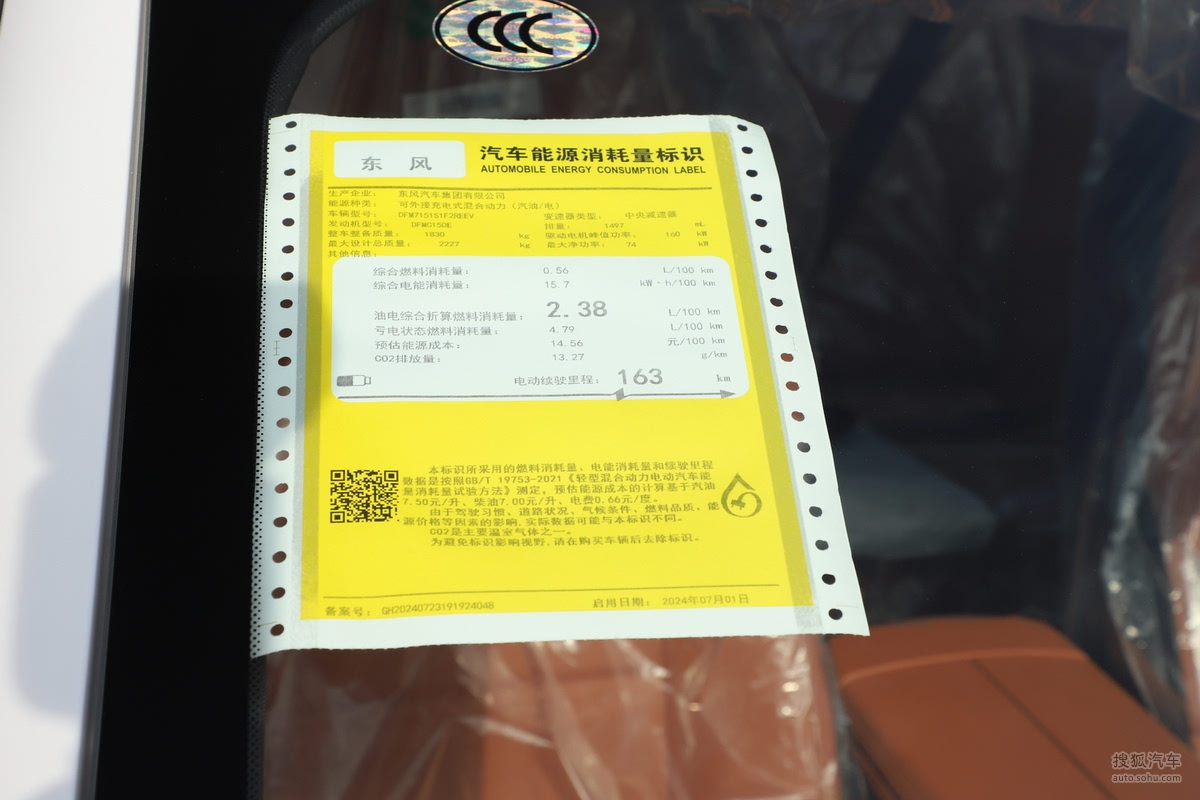 CCC
东 风
汽车能源消耗量标识
AUTOMOBILE ENERGY CONSUMPTION LABEL
生产企业： 东风汽车集团有限公司
能源种类： 可外接充电式混合动力（汽油/电）
车辆型号： DFM7151S1F2REEV 变速器类型： 中央减速器
发动机型号： DFMC15DE 排量： 1497 mL
整车整备质量： 1830 kg 驱动电机峰值功率： 160 kW
最大设计总质量： 2227 kg 最大净功率： 74 kW
其他信息：
综合燃料消耗量： 0.56 L/100 km
综合电能消耗量： 15.7 kW·h/100 km
油电综合折算燃料消耗量： 2.38 L/100 km
亏电状态燃料消耗量： 4.79 L/100 km
预估能源成本： 14.56 元/100 km
CO2排放量： 13.27 g/km
电动续驶里程： 163 km
本标识所采用的燃料消耗量、电能消耗量和续驶里程
数据是按照GB/T 19753-2021《轻型混合动力电动汽车能
量消耗量试验方法》测定，预估能源成本的计算基于汽油
7.50元/升、柴油7.00元/升、电费0.66元/度。
由于驾驶习惯、道路状况、气候条件、燃料品质、能
源价格等因素的影响，实际数据可能与本标识不同。
CO2是主要温室气体之一。
为避免标识影响视野，请在购买车辆后去除标识。
备案号： QH20240723191924048 启用日期： 2024年07月01日
搜狐汽车
auto.sohu.com